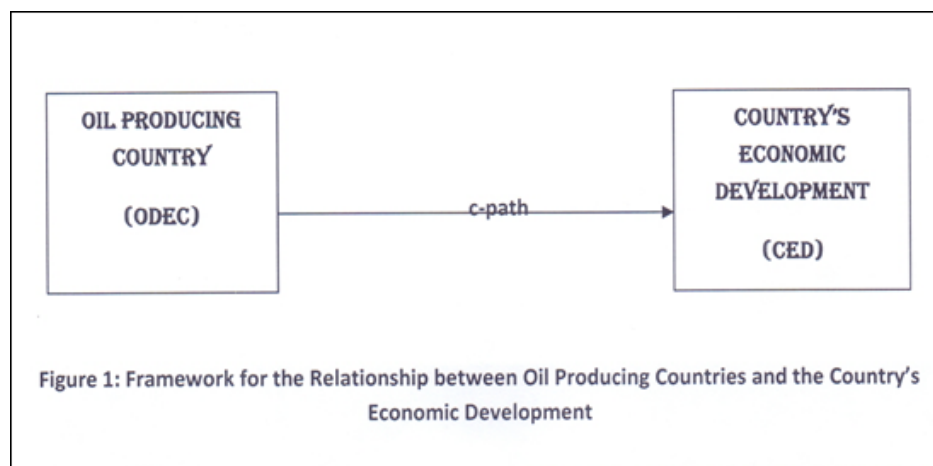 OIL PRODUCING
COUNTRY
(ODEC)
c-path
COUNTRY'S
ECONOMIC
DEVELOPMENT
(CED)
Figure 1: Framework for the Relationship between Oil Producing Countries and the Country's
Economic Development